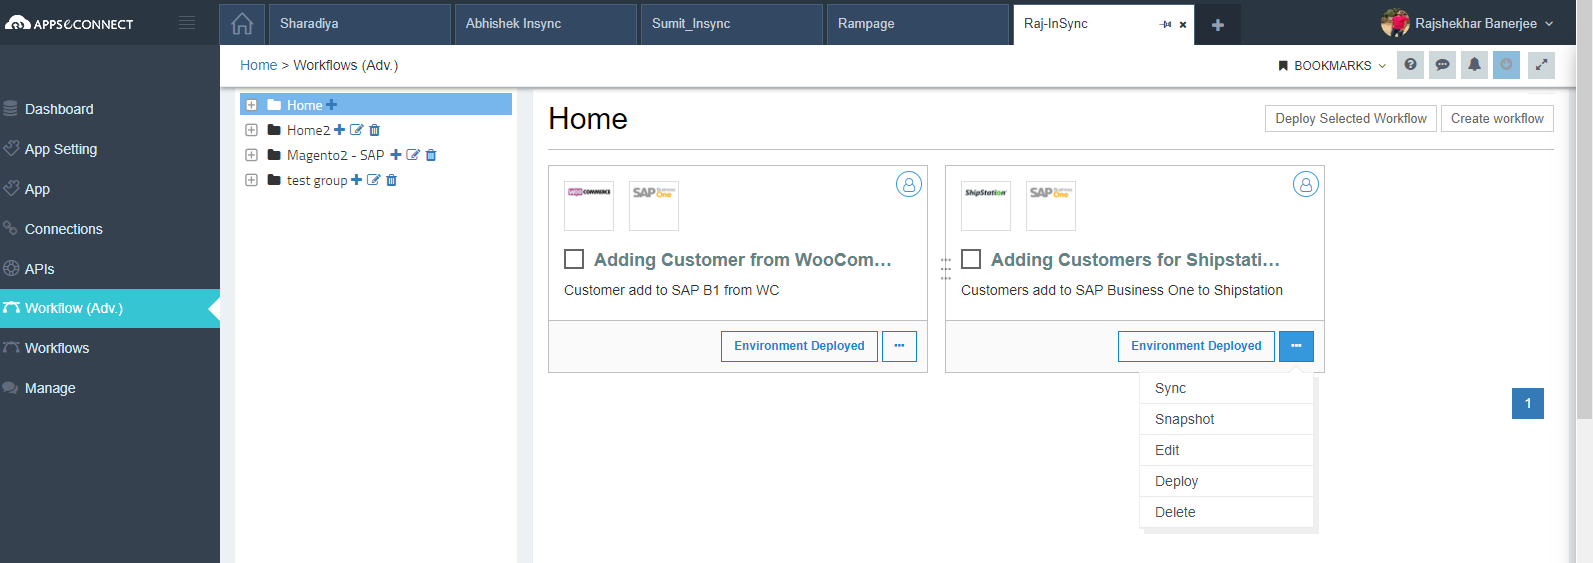 APPSeCONNECT
Sharadiya
Abhishek Insync
Sumit_Insync
Rampage
Raj-InSync
Rajshekhar Banerjee
Home > Workflows (Adv.)
BOOKMARKS
Dashboard
App Setting
App
Connections
APIs
Workflow (Adv.)
Workflows
Manage
Home
Home2
Magento2 - SAP
test group
Home
Deploy Selected Workflow
Create workflow
WOO COMMERCE
SAP Business One
Adding Customer from WooCom...
Customer add to SAP B1 from WC
Environment Deployed
ShipStation
SAP Business One
Adding Customers for Shipstati...
Customers add to SAP Business One to Shipstation
Environment Deployed
Sync
Snapshot
Edit
Deploy
Delete
1